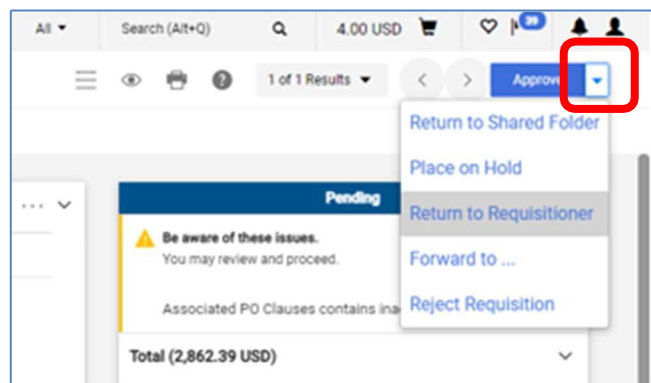 All
Search (Alt+Q)
4.00 USD
39
1 of 1 Results
Approve
Return to Shared Folder
Place on Hold
Return to Requisitioner
Forward to ...
Reject Requisition
Pending
Be aware of these issues.
You may review and proceed.
Associated PO Clauses contains ina
Total (2,862.39 USD)